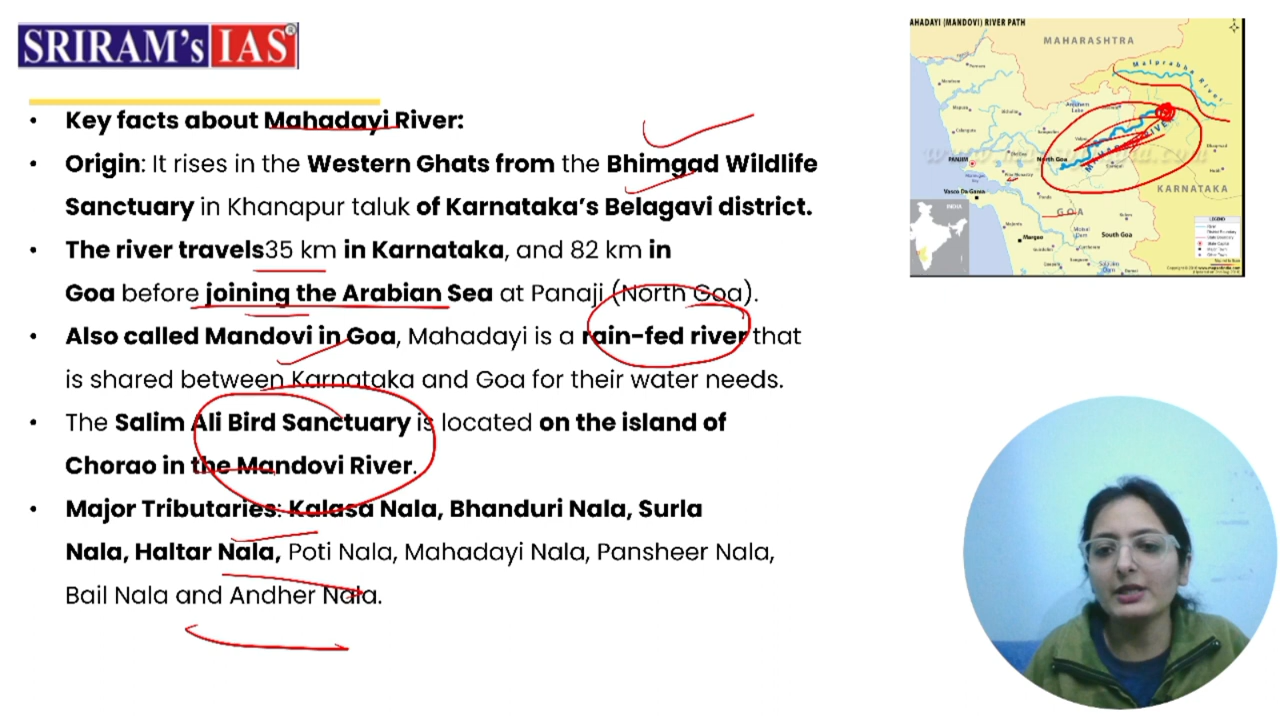 SRIRAM's IAS
• Key facts about Mahadayi River:
• Origin: It rises in the Western Ghats from the Bhimgad Wildlife
Sanctuary in Khanapur taluk of Karnataka's Belagavi district.
• The river travels35 km in Karnataka, and 82 km in
Goa before joining the Arabian Sea at Panaji (North Goa).
• Also called Mandovi in Goa, Mahadayi is a rain-fed river that
is shared between Karnataka and Goa for their water needs.
• The Salim Ali Bird Sanctuary is located on the island of
Chorao in the Mandovi River.
• Major Tributaries: Kalasa Nala, Bhanduri Nala, Surla
Nala, Haltar Nala, Poti Nala, Mahadayi Nala, Pansheer Nala,
Bail Nala and Andher Nala.
AHADAYI (MANDOVI) RIVER PATH
MAHARASHTRA
Malprabha River
North Goa
PANJIM
Vasco Da Gama
KARNATAKA
GOA
INDIA
Margao
South Goa
LEGEND